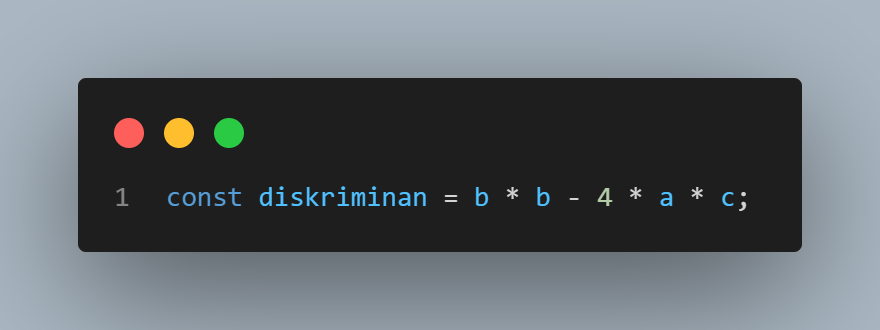 1 const diskriminan = b * b - 4 * a * c;